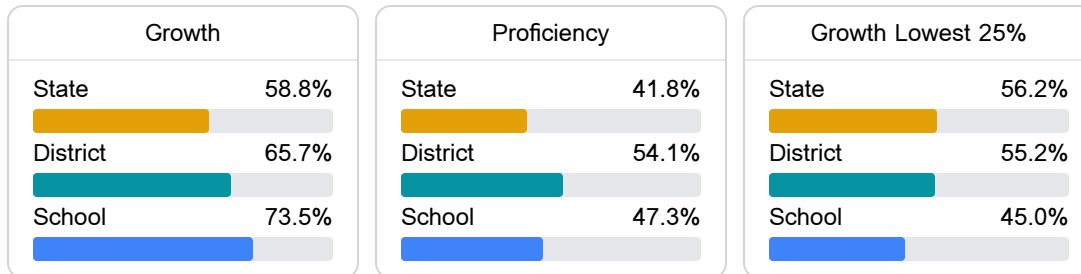 Growth
State 58.8%
District 65.7%
School 73.5%
Proficiency
State 41.8%
District 54.1%
School 47.3%
Growth Lowest 25%
State 56.2%
District 55.2%
School 45.0%